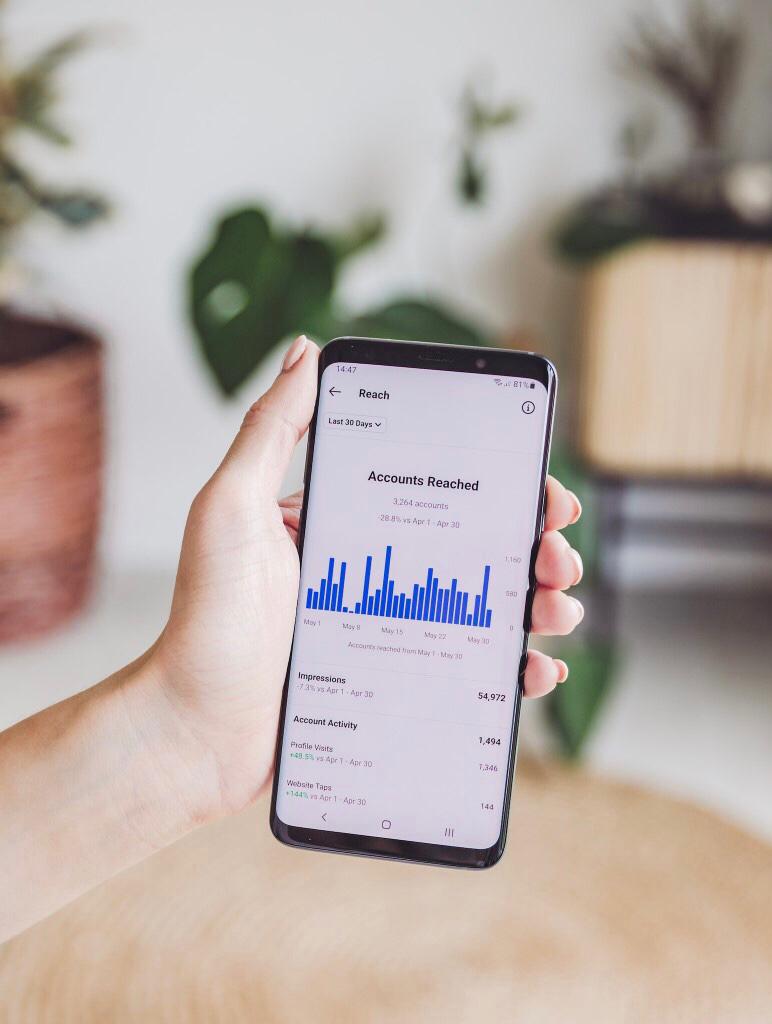 14:47 81%
Reach
Last 30 Days
Accounts Reached
3,264 accounts
-28.8% vs Apr 1 - Apr 30
1,160
580
0
May 1 May 8 May 15 May 22 May 30
Accounts reached from May 1 - May 30
Impressions
54,972
-7.3% vs Apr 1 - Apr 30
Account Activity
1,494
Profile Visits
1,346
+48.5% vs Apr 1 - Apr 30
Website Taps
144
+144% vs Apr 1 - Apr 30